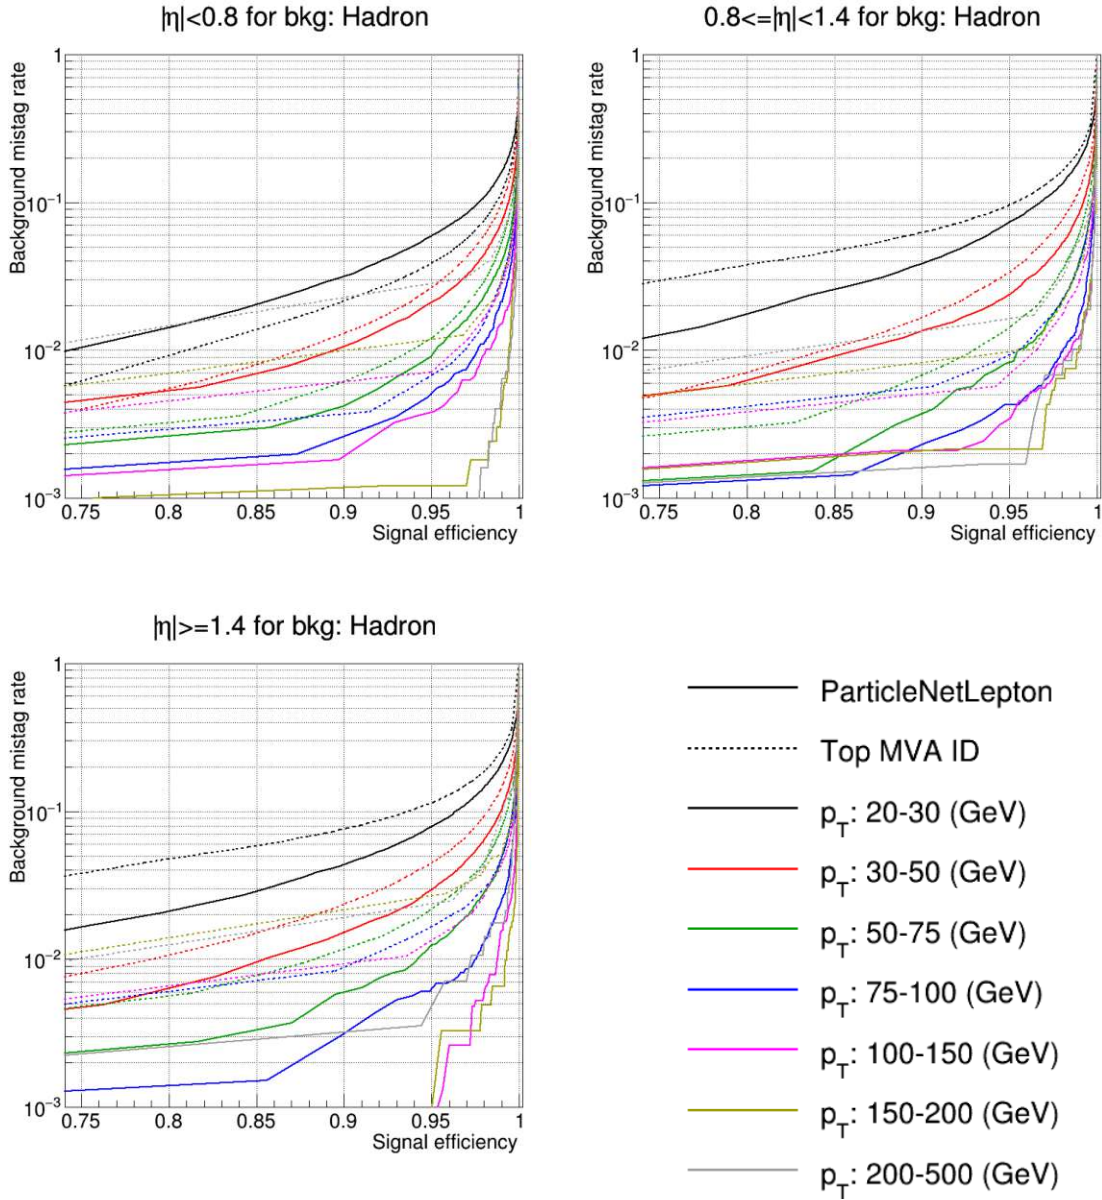 |η|<0.8 for bkg: Hadron
Background mistag rate
1
10⁻¹
10⁻²
10⁻³
0.75 0.8 0.85 0.9 0.95 1
Signal efficiency
0.8<=|η|<1.4 for bkg: Hadron
Background mistag rate
1
10⁻¹
10⁻²
10⁻³
0.75 0.8 0.85 0.9 0.95 1
Signal efficiency
|η|>=1.4 for bkg: Hadron
Background mistag rate
1
10⁻¹
10⁻²
10⁻³
0.75 0.8 0.85 0.9 0.95 1
Signal efficiency
ParticleNetLepton
Top MVA ID
p_T: 20-30 (GeV)
p_T: 30-50 (GeV)
p_T: 50-75 (GeV)
p_T: 75-100 (GeV)
p_T: 100-150 (GeV)
p_T: 150-200 (GeV)
p_T: 200-500 (GeV)